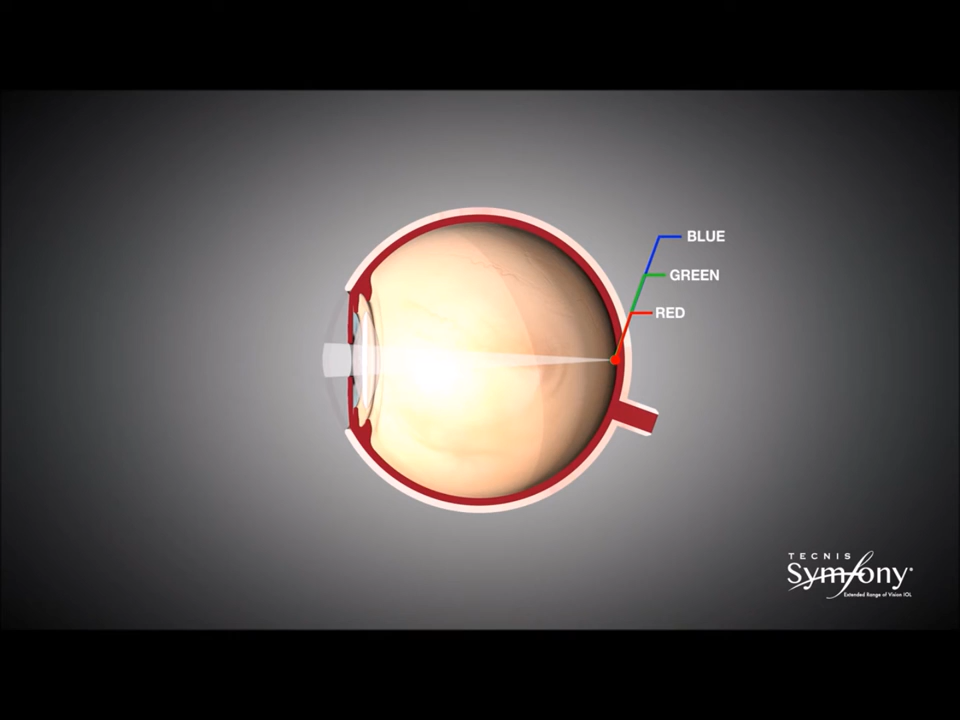 BLUE
GREEN
RED
TECNIS
Symfony®
Extended Range of Vision IOL